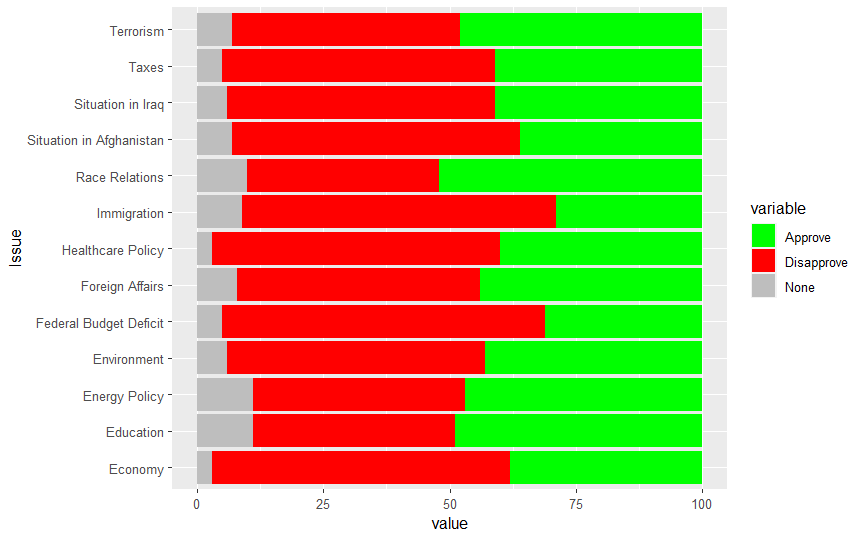 Terrorism
Taxes
Situation in Iraq
Situation in Afghanistan
Race Relations
Immigration
Healthcare Policy
Foreign Affairs
Federal Budget Deficit
Environment
Energy Policy
Education
Economy
Issue
0 25 50 75 100
value
variable
Approve
Disapprove
None